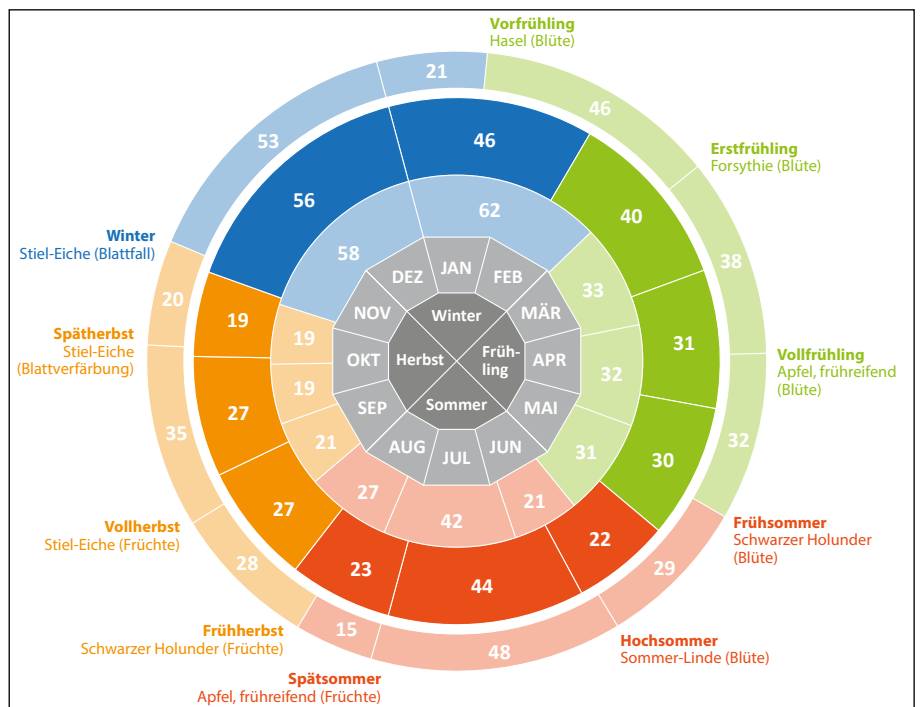 Vorfrühling
Hasel (Blüte)
21
46
53
46
Erstfrühling
Forsythie (Blüte)
56
40
62
38
Winter
Stiel-Eiche (Blattfall)
58
DEZ
JAN
FEB
33
20
NOV
MÄR
19
Winter
Spätherbst
Stiel-Eiche
(Blattverfärbung)
19
OKT
Herbst
Früh-
ling
APR
32
31
Vollfrühling
Apfel, frühreifend
(Blüte)
19
Sommer
27
SEP
MAI
35
21
AUG
JUL
JUN
31
32
30
27
42
21
27
22
Vollherbst
Stiel-Eiche (Früchte)
Frühsommer
Schwarzer Holunder
(Blüte)
28
23
44
29
Frühherbst
Schwarzer Holunder (Früchte)
15
48
Hochsommer
Sommer-Linde (Blüte)
Spätsommer
Apfel, frühreifend (Früchte)